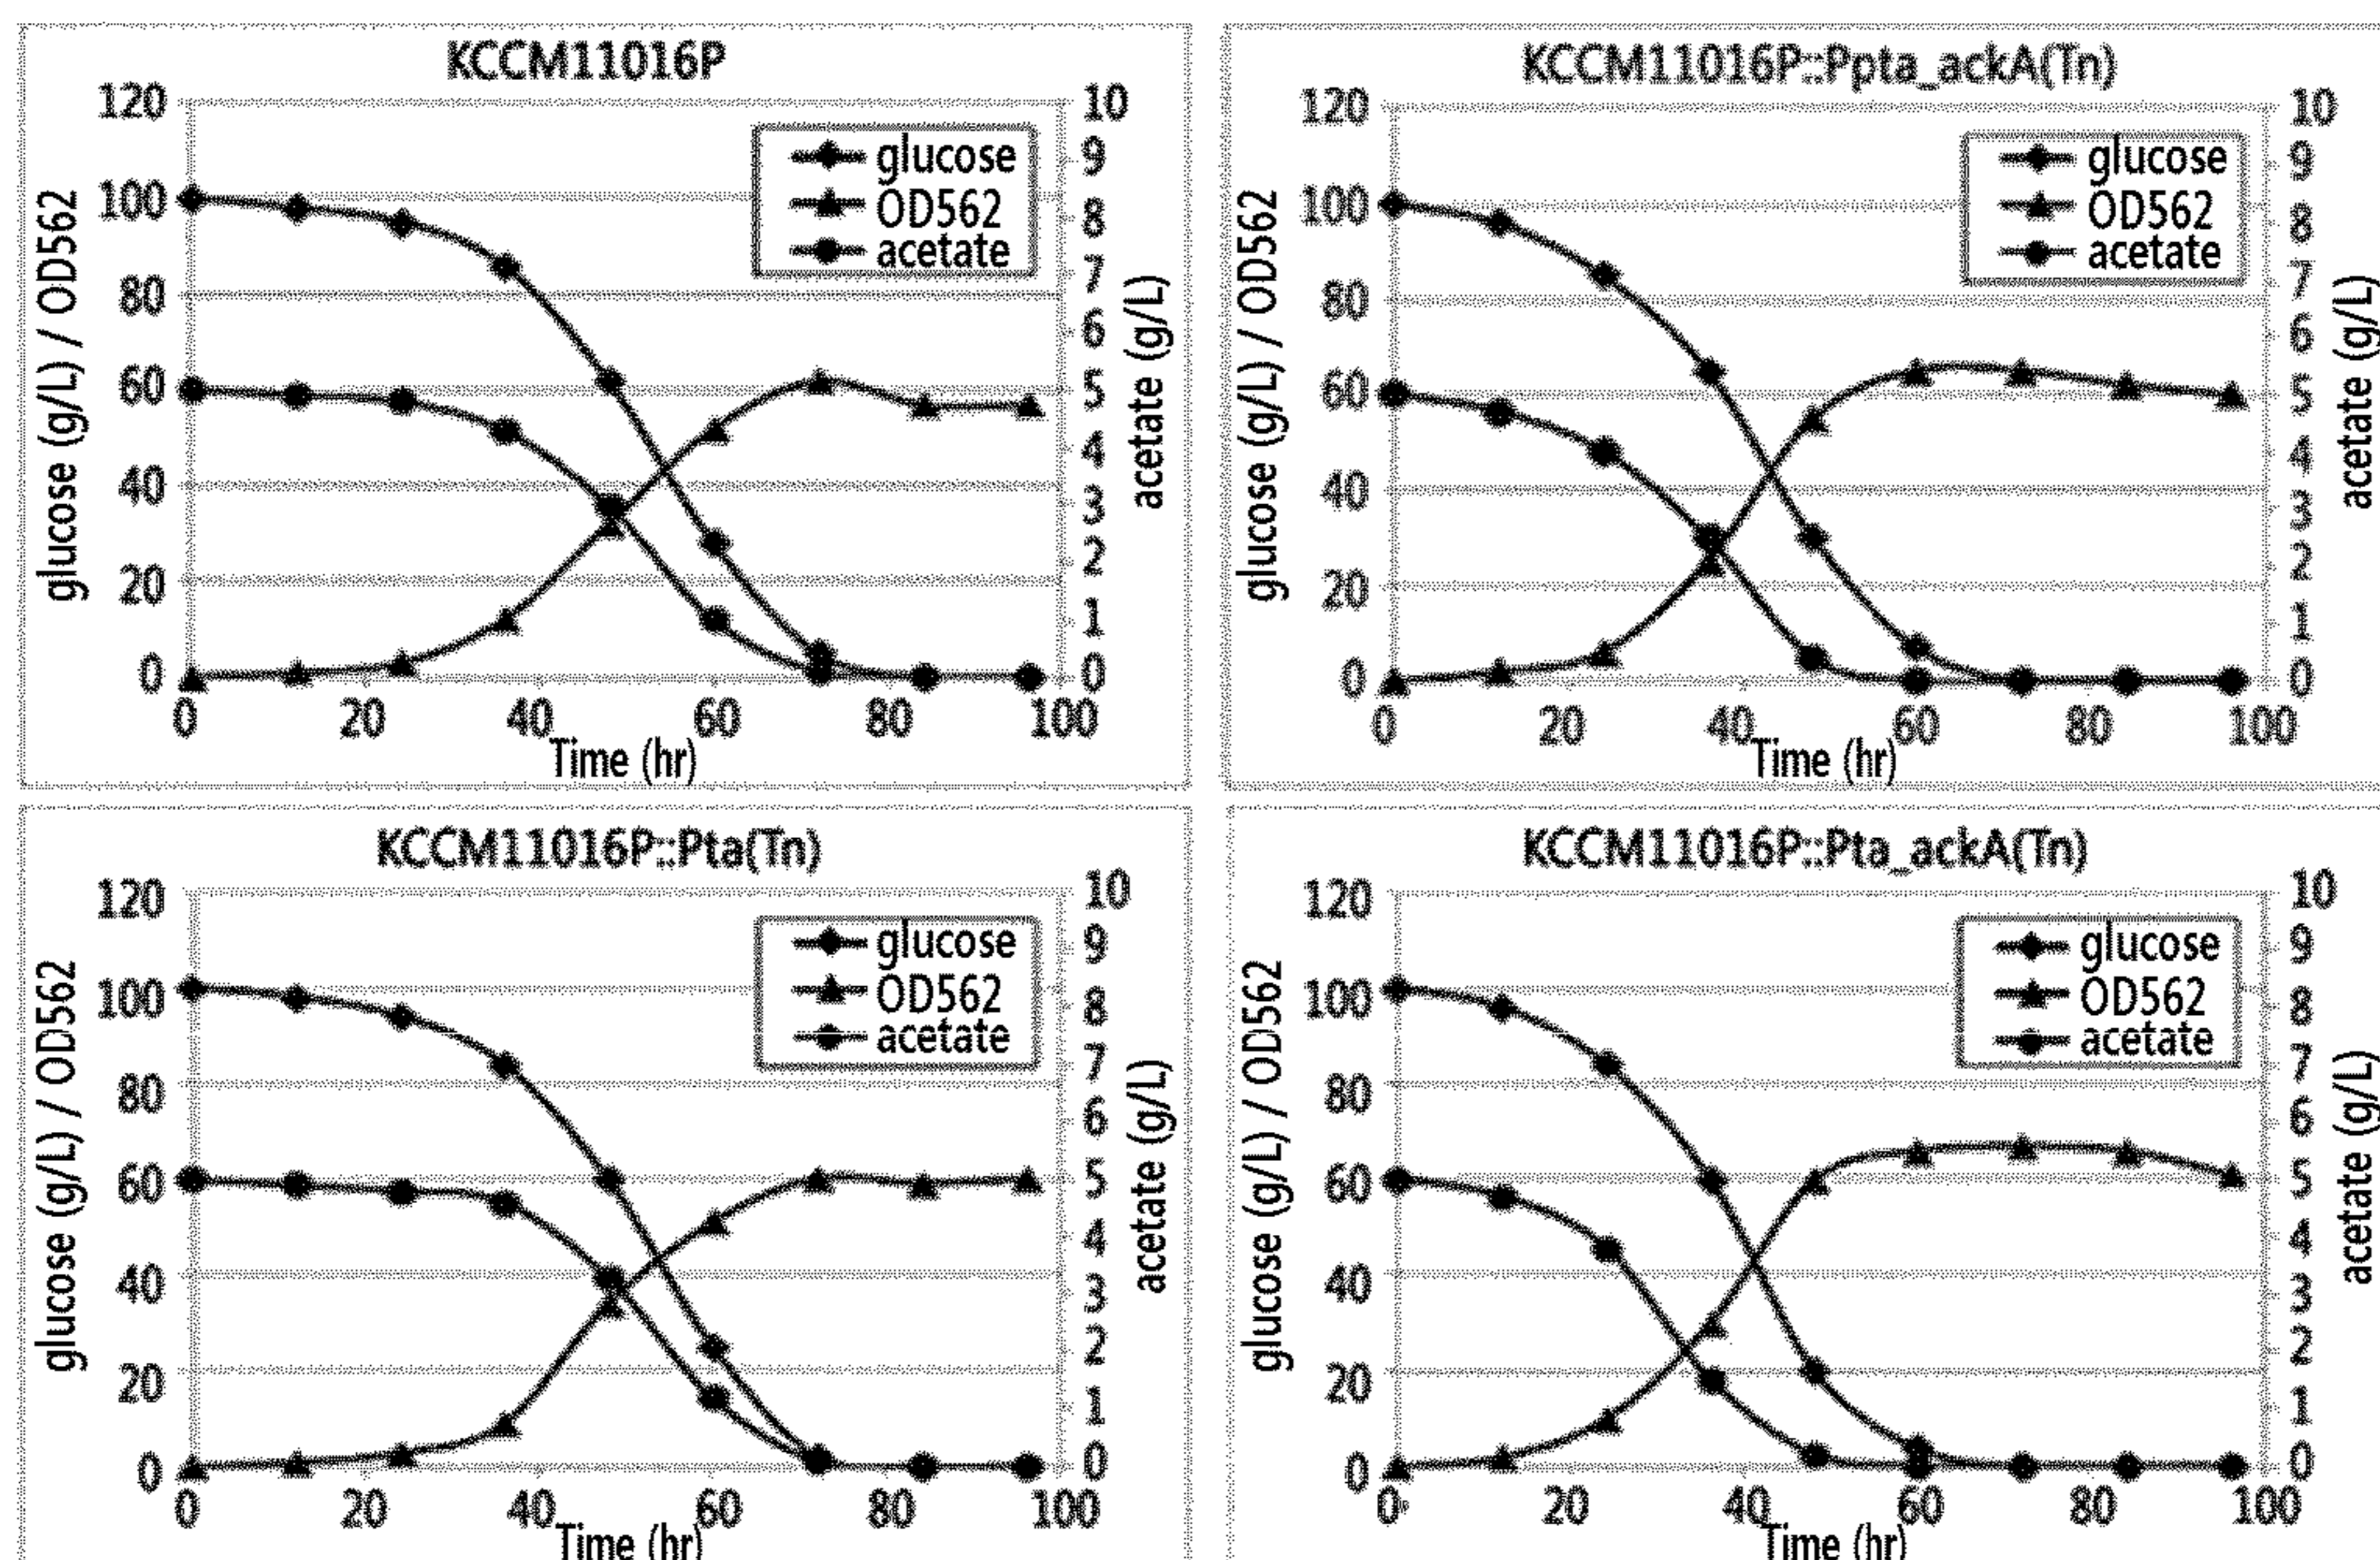 KCCM11016P
120
100
80
60
40
20
0
glucose (g/L) / OD562
10
9
8
7
6
5
4
3
2
1
0
acetate (g/L)
glucose
OD562
acetate
0 20 40 60 80 100
Time (hr)
KCCM11016P::Ppta_ackA(Tn)
120
100
80
60
40
20
0
glucose (g/L) / OD562
10
9
8
7
6
5
4
3
2
1
0
acetate (g/L)
glucose
OD562
acetate
0 20 40 60 80 100
Time (hr)
KCCM11016P::Pta(Tn)
120
100
80
60
40
20
0
glucose (g/L) / OD562
10
9
8
7
6
5
4
3
2
1
0
acetate (g/L)
glucose
OD562
acetate
0 20 40 60 80 100
Time (hr)
KCCM11016P::Pta_ackA(Tn)
120
100
80
60
40
20
0
glucose (g/L) / OD562
10
9
8
7
6
5
4
3
2
1
0
acetate (g/L)
glucose
OD562
acetate
0 20 40 60 80 100
Time (hr)